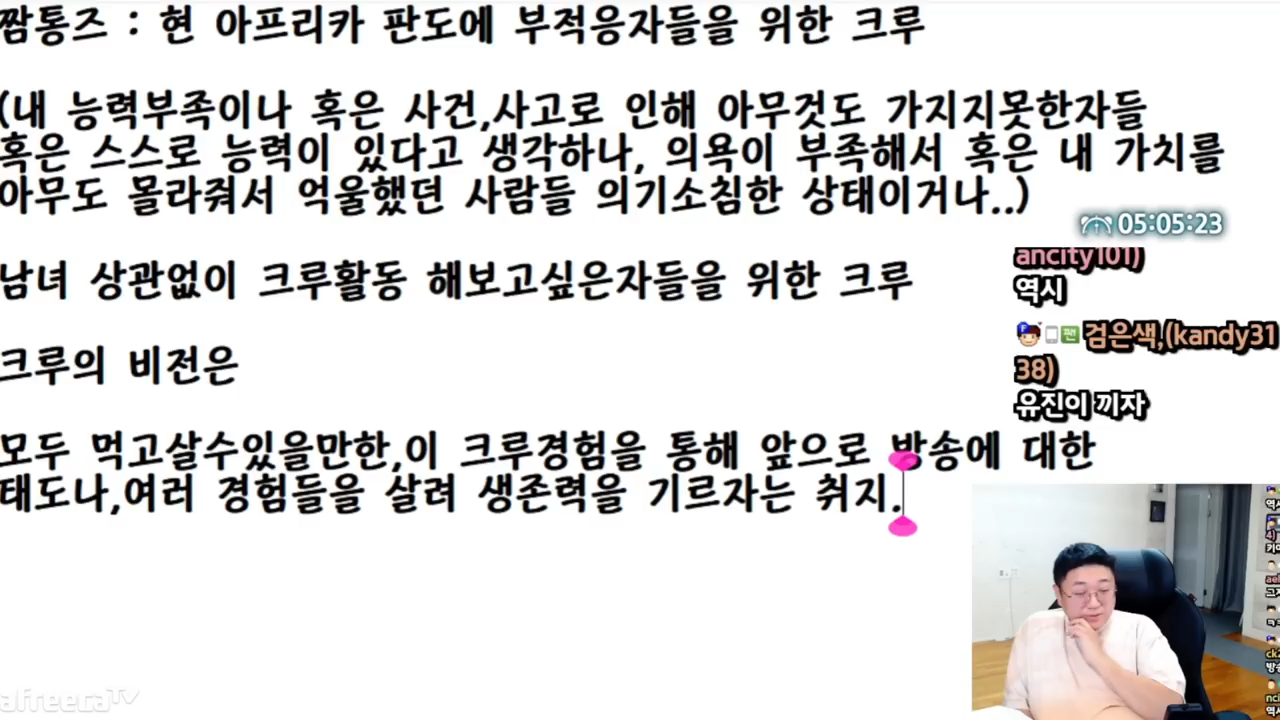 짬통즈 : 현 아프리카 판도에 부적응자들을 위한 크루
(내 능력부족이나 혹은 사건,사고로 인해 아무것도 가지지못한자들
혹은 스스로 능력이 있다고 생각하나, 의욕이 부족해서 혹은 내 가치를
아무도 몰라줘서 억울했던 사람들 의기소침한 상태이거나..)
05:05:23
ancity101)
역시
남녀 상관없이 크루활동 해보고싶은자들을 위한 크루
팬 검은색,(kandy31
38)
유진이 끼자
크루의 비전은
모두 먹고살수있을만한,이 크루경험을 통해 앞으로 방송에 대한
태도나,여러 경험들을 살려 생존력을 기르자는 취지.
afreecaTV